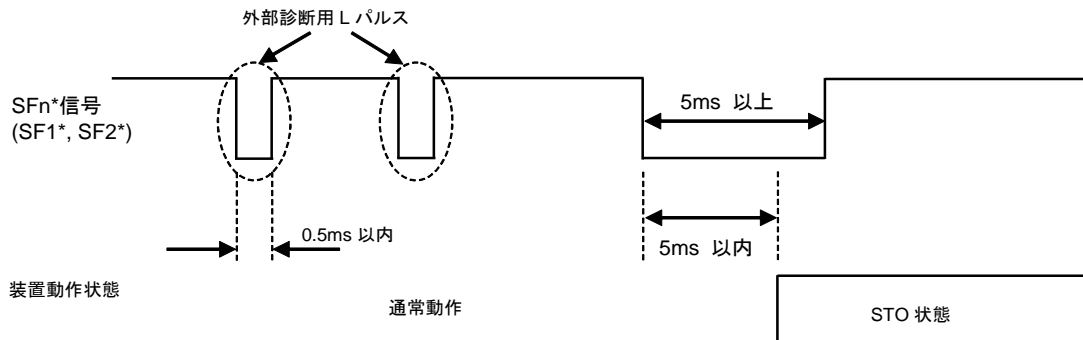 外部診断用 L パルス
SFn*信号
(SF1*, SF2*)
5ms 以上
0.5ms 以内
5ms 以内
装置動作状態
通常動作
STO 状態